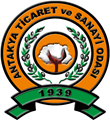 ANTAKYA TİCARET ve SANAYİ ODASI
1939